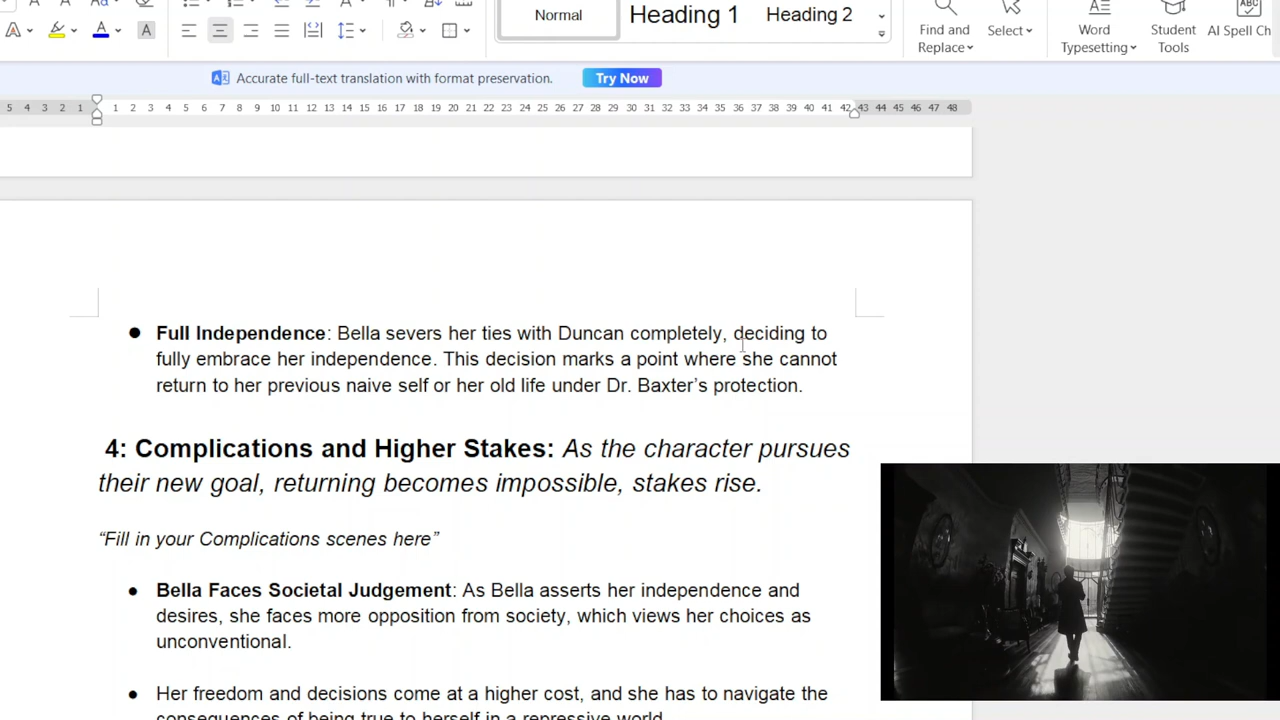 Normal
Heading 1
Heading 2
Find and
Replace
Select
Word
Typesetting
Student
Tools
AI Spell Ch
Accurate full-text translation with format preservation.
Try Now
5 4 3 2 1 1 2 3 4 5 6 7 8 9 10 11 12 13 14 15 16 17 18 19 20 21 22 23 24 25 26 27 28 29 30 31 32 33 34 35 36 37 38 39 40 41 42 43 44 45 46 47 48
● Full Independence: Bella severs her ties with Duncan completely, deciding to
fully embrace her independence. This decision marks a point where she cannot
return to her previous naive self or her old life under Dr. Baxter’s protection.
4: Complications and Higher Stakes: As the character pursues
their new goal, returning becomes impossible, stakes rise.
“Fill in your Complications scenes here”
● Bella Faces Societal Judgement: As Bella asserts her independence and
desires, she faces more opposition from society, which views her choices as
unconventional.
● Her freedom and decisions come at a higher cost, and she has to navigate the
consequences of being true to herself in a repressive world.